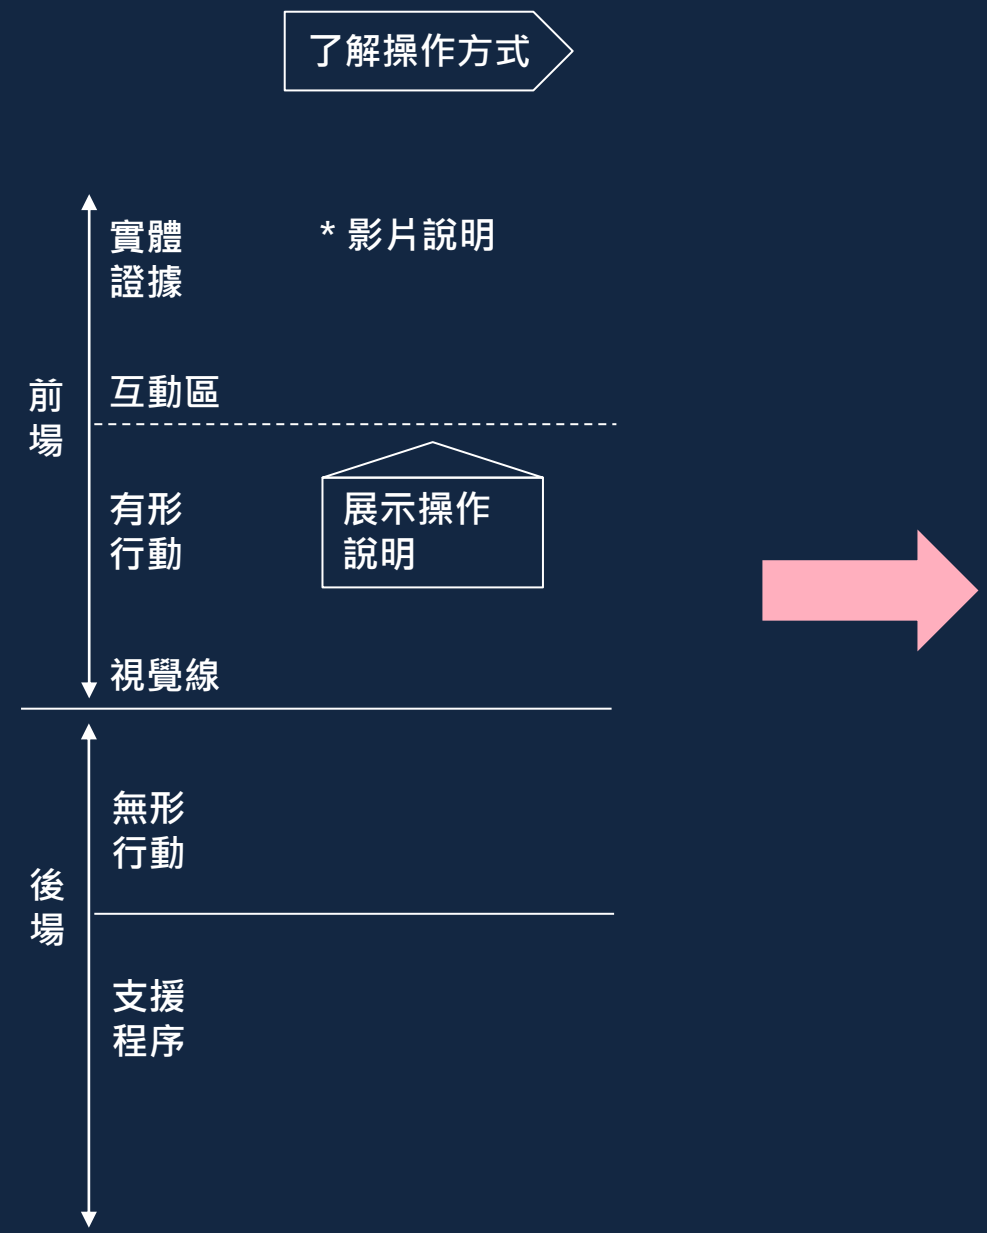 了解操作方式
實體
證據
* 影片說明
互動區
前
場
有形
行動
展示操作
說明
視覺線
無形
行動
後
場
支援
程序